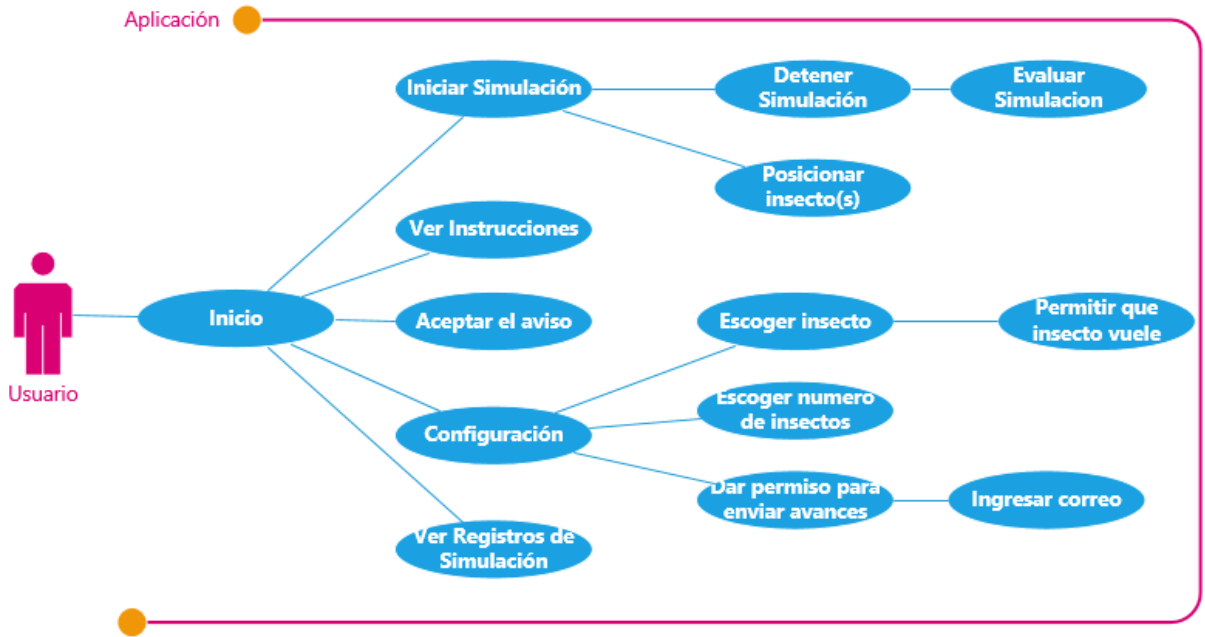 Aplicación
Iniciar Simulación
Detener
Simulación
Evaluar
Simulacion
Posicionar
insecto(s)
Ver Instrucciones
Usuario
Inicio
Aceptar el aviso
Escoger insecto
Permitir que
insecto vuele
Configuración
Escoger numero
de insectos
Dar permiso para
enviar avances
Ingresar correo
Ver Registros de
Simulación